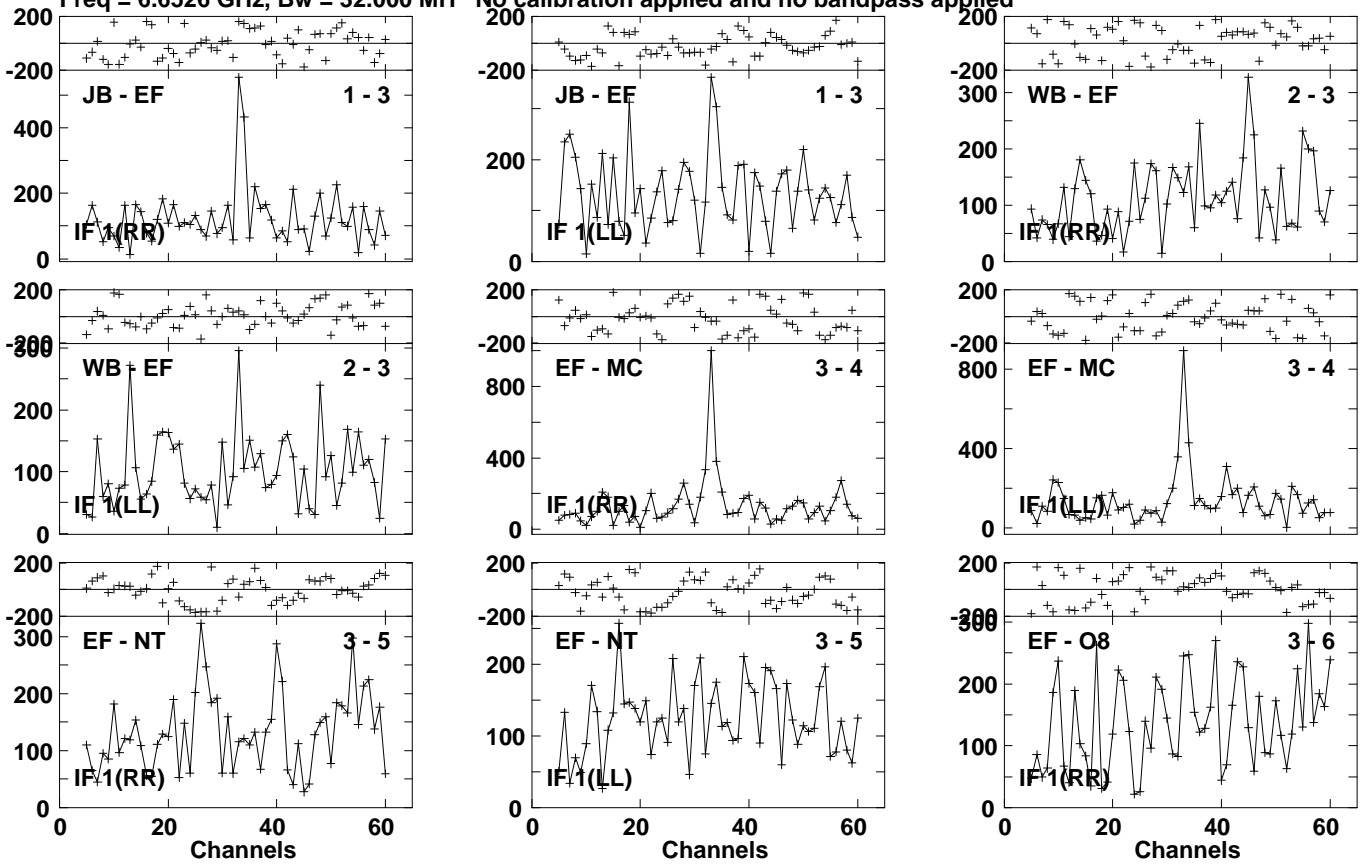 Freq = 6.6526 GHz, Bw = 32.000 MH No calibration applied and no bandpass applied
200
-200
JB - EF 1 - 3
400
200
0
IF 1(RR)
JB - EF 1 - 3
200
0
IF 1(LL)
200
-200
WB - EF 2 - 3
300
200
100
0
IF 1(RR)
200
-200
300
WB - EF 2 - 3
200
100
0
IF 1(LL)
200
-200
EF - MC 3 - 4
800
400
0
IF 1(RR)
200
-200
EF - MC 3 - 4
800
400
0
IF 1(LL)
200
-200
EF - NT 3 - 5
300
200
100
0
IF 1(RR)
0 20 40 60
Channels
200
-200
EF - NT 3 - 5
200
100
0
IF 1(LL)
0 20 40 60
Channels
200
-200
300
EF - O8 3 - 6
200
100
0
IF 1(RR)
0 20 40 60
Channels